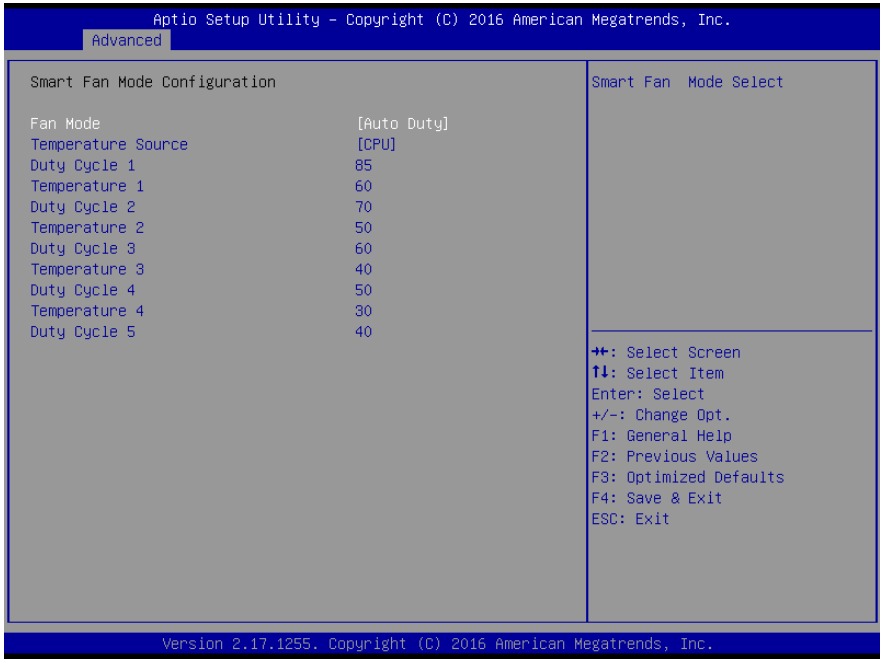 Aptio Setup Utility – Copyright (C) 2016 American Megatrends, Inc.
Advanced
Smart Fan Mode Configuration
Fan Mode [Auto Duty]
Temperature Source [CPU]
Duty Cycle 1 85
Temperature 1 60
Duty Cycle 2 70
Temperature 2 50
Duty Cycle 3 60
Temperature 3 40
Duty Cycle 4 50
Temperature 4 30
Duty Cycle 5 40
Smart Fan  Mode Select
→←: Select Screen
↑↓: Select Item
Enter: Select
+/-: Change Opt.
F1: General Help
F2: Previous Values
F3: Optimized Defaults
F4: Save & Exit
ESC: Exit
Version 2.17.1255. Copyright (C) 2016 American Megatrends, Inc.